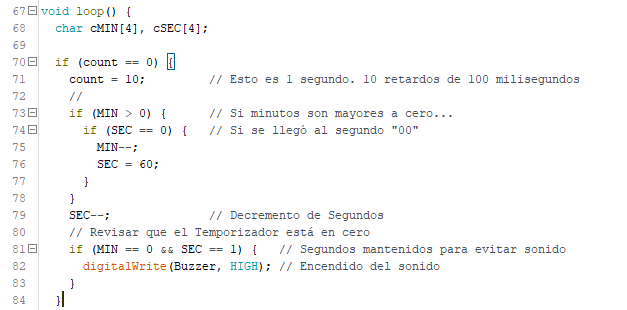 67 void loop() {
68   char cMIN[4], cSEC[4];
69
70   if (count == 0) {
71     count = 10;         // Esto es 1 segundo. 10 retardos de 100 milisegundos
72     //
73     if (MIN > 0) {      // Si minutos son mayores a cero...
74       if (SEC == 0) {   // Si se llegó al segundo "00"
75         MIN--;
76         SEC = 60;
77       }
78     }
79     SEC--;              // Decremento de Segundos
80     // Revisar que el Temporizador está en cero
81     if (MIN == 0 && SEC == 1) {   // Segundos mantenidos para evitar sonido
82       digitalWrite(Buzzer, HIGH); // Encendido del sonido
83     }
84   }